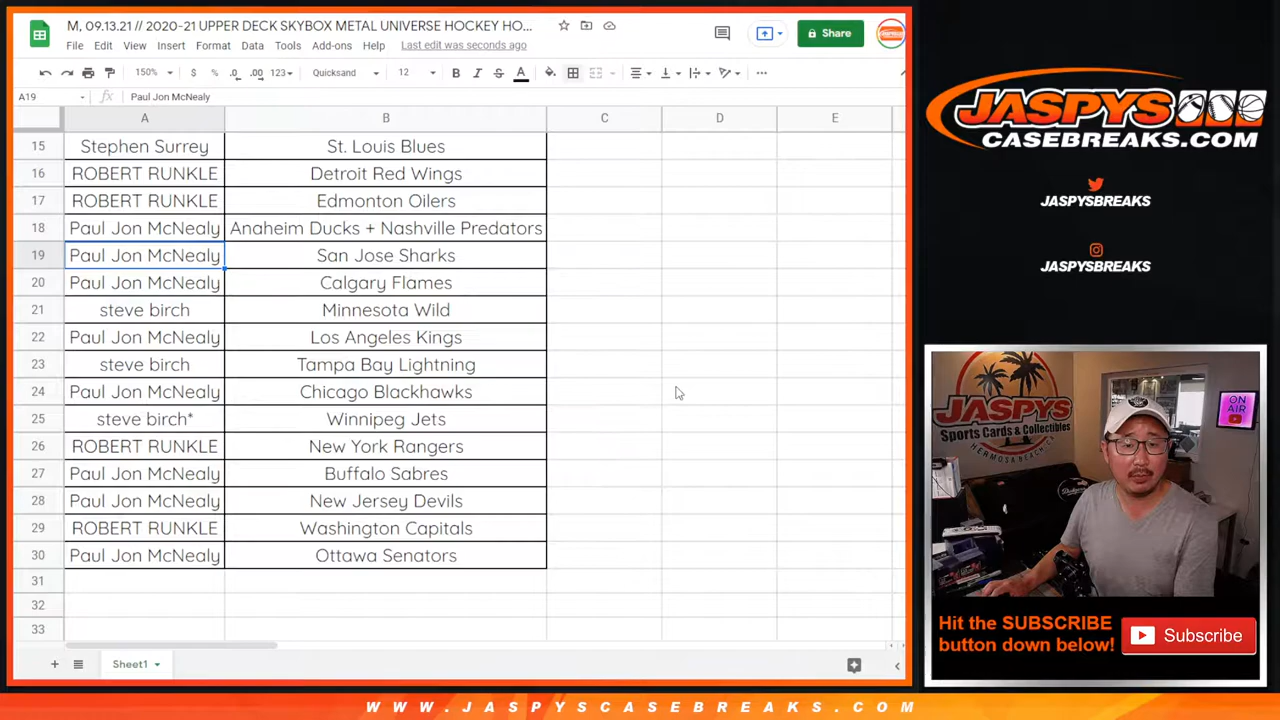 M, 09.13.21 // 2020-21 UPPER DECK SKYBOX METAL UNIVERSE HOCKEY HO...
File Edit View Insert Format Data Tools Add-ons Help Last edit was seconds ago
Share
150% $ % .0 .00 123 Quicksand 12 B I S A
A19 fx Paul Jon McNealy
A B C D E
15 Stephen Surrey St. Louis Blues
16 ROBERT RUNKLE Detroit Red Wings
17 ROBERT RUNKLE Edmonton Oilers
18 Paul Jon McNealy Anaheim Ducks + Nashville Predators
19 Paul Jon McNealy San Jose Sharks
20 Paul Jon McNealy Calgary Flames
21 steve birch Minnesota Wild
22 Paul Jon McNealy Los Angeles Kings
23 steve birch Tampa Bay Lightning
24 Paul Jon McNealy Chicago Blackhawks
25 steve birch* Winnipeg Jets
26 ROBERT RUNKLE New York Rangers
27 Paul Jon McNealy Buffalo Sabres
28 Paul Jon McNealy New Jersey Devils
29 ROBERT RUNKLE Washington Capitals
30 Paul Jon McNealy Ottawa Senators
31
32
33
Sheet1
JASPYS
CASEBREAKS.COM
JASPYSBREAKS
JASPYSBREAKS
JASPYS
Sports Cards & Collectibles
HERMOSA BEACH, CA
ON
AIR
Hit the SUBSCRIBE
button down below!
Subscribe
WWW.JASPYSCASEBREAKS.COM